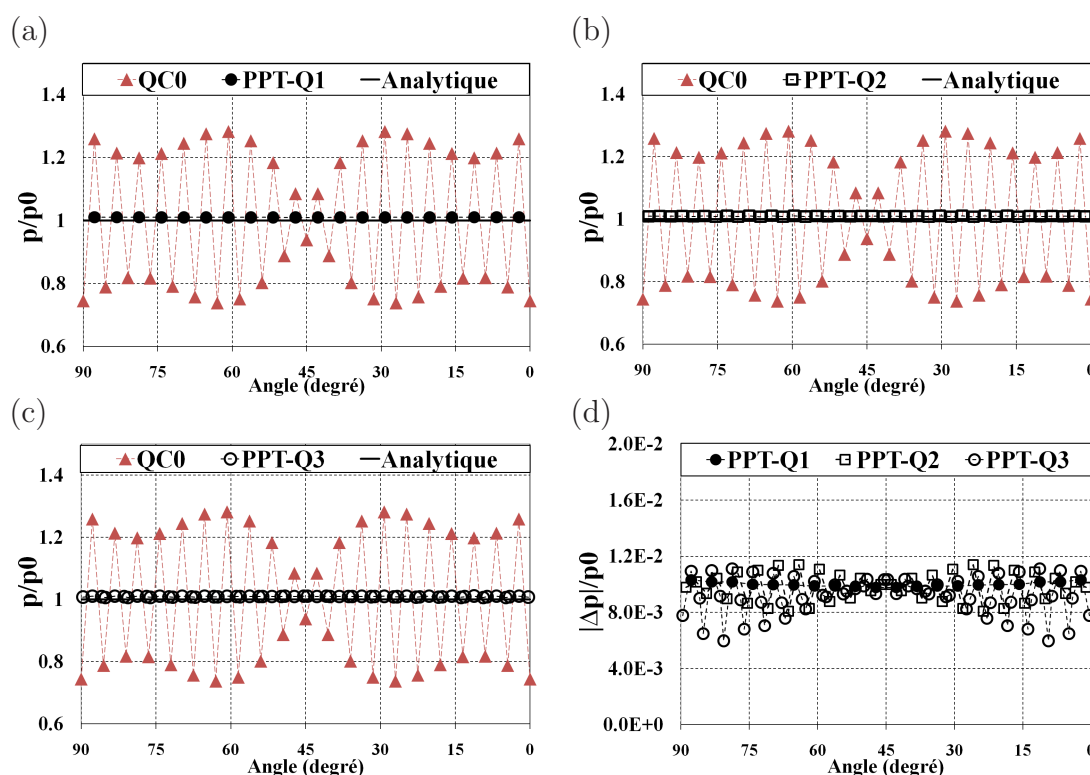 (a)
QC0 PPT-Q1 Analytique
p/p0
1.4
1.2
1
0.8
0.6
90 75 60 45 30 15 0
Angle (degré)
(b)
QC0 PPT-Q2 Analytique
p/p0
1.4
1.2
1
0.8
0.6
90 75 60 45 30 15 0
Angle (degré)
(c)
QC0 PPT-Q3 Analytique
p/p0
1.4
1.2
1
0.8
0.6
90 75 60 45 30 15 0
Angle (degré)
(d)
PPT-Q1 PPT-Q2 PPT-Q3
|Δp|/p0
2.0E-2
1.6E-2
1.2E-2
8.0E-3
4.0E-3
0.0E+0
90 75 60 45 30 15 0
Angle (degré)